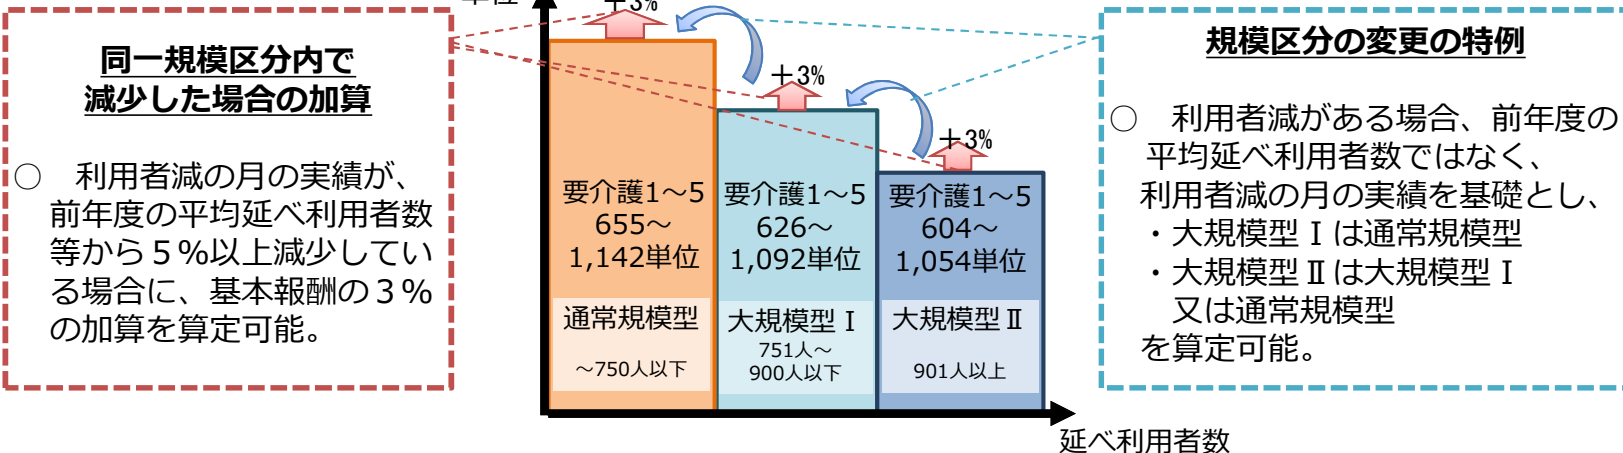 同一規模区分内で
減少した場合の加算
○　利用者減の月の実績が、
前年度の平均延べ利用者数
等から５%以上減少してい
る場合に、基本報酬の３%
の加算を算定可能。
単位
＋3%
＋3%
＋3%
要介護1～5
655～
1,142単位
通常規模型
～750人以下
要介護1～5
626～
1,092単位
大規模型Ⅰ
751人～
900人以下
要介護1～5
604～
1,054単位
大規模型Ⅱ
901人以上
延べ利用者数
規模区分の変更の特例
○　利用者減がある場合、前年度の
平均延べ利用者数ではなく、
利用者減の月の実績を基礎とし、
・大規模型Ⅰは通常規模型
・大規模型Ⅱは大規模型Ⅰ
又は通常規模型
を算定可能。